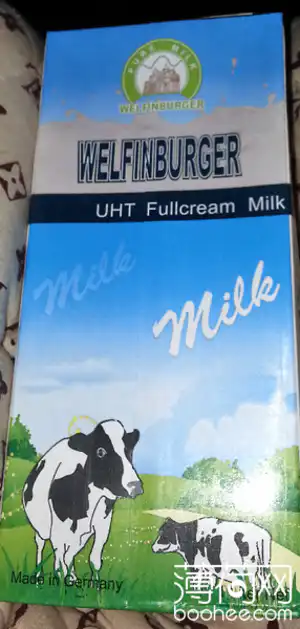 PURE MILK
WELFINBURGER
WELFINBURGER
UHT Fullcream Milk
Milk
Milk
Made in Germany
薄荷网
boohee.com